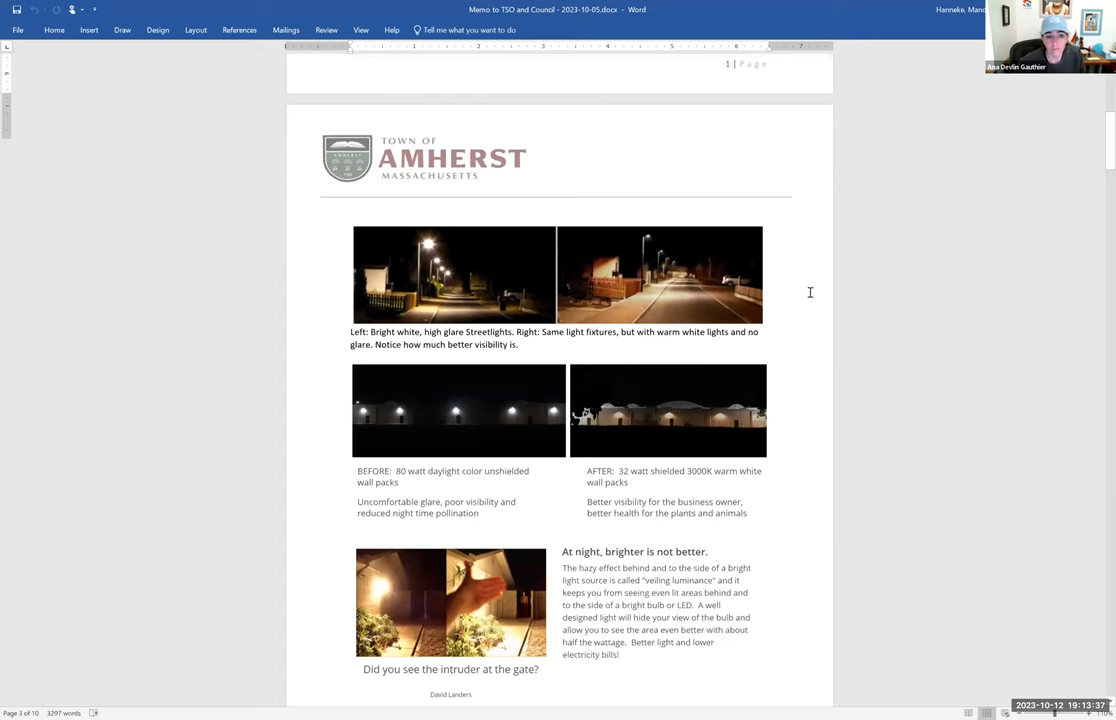 Memo to TSO and Council - 2023-10-05.docx - Word
Hanneke, Mand
File Home Insert Draw Design Layout References Mailings Review View Help Tell me what you want to do
Ana Devlin Gauthier
1 | Page
TOWN OF
AMHERST
MASSACHUSETTS
Left: Bright white, high glare Streetlights. Right: Same light fixtures, but with warm white lights and no
glare. Notice how much better visibility is.
BEFORE: 80 watt daylight color unshielded
wall packs
Uncomfortable glare, poor visibility and
reduced night time pollination
AFTER: 32 watt shielded 3000K warm white
wall packs
Better visibility for the business owner,
better health for the plants and animals
At night, brighter is not better.
The hazy effect behind and to the side of a bright
light source is called "veiling luminance" and it
keeps you from seeing even lit areas behind and
to the side of a bright bulb or LED. A well
designed light will hide your view of the bulb and
allow you to see the area even better with about
half the wattage. Better light and lower
electricity bills!
Did you see the intruder at the gate?
David Landers
Page 3 of 10 3297 words
2023-10-12 19:13:37